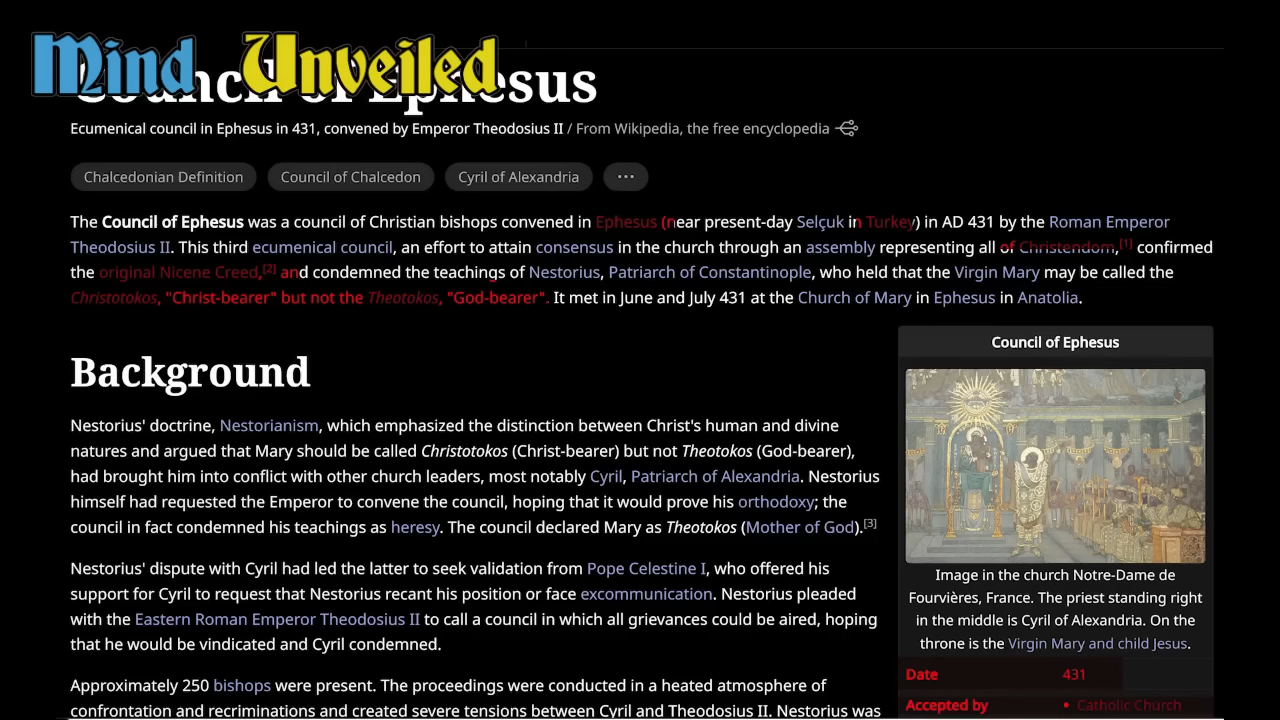 Mind Unveiled
Council of Ephesus
Ecumenical council in Ephesus in 431, convened by Emperor Theodosius II / From Wikipedia, the free encyclopedia
Chalcedonian Definition Council of Chalcedon Cyril of Alexandria ...
The Council of Ephesus was a council of Christian bishops convened in Ephesus (near present-day Selçuk in Turkey) in AD 431 by the Roman Emperor
Theodosius II. This third ecumenical council, an effort to attain consensus in the church through an assembly representing all of Christendom,[1] confirmed
the original Nicene Creed,[2] and condemned the teachings of Nestorius, Patriarch of Constantinople, who held that the Virgin Mary may be called the
Christotokos, "Christ-bearer" but not the Theotokos, "God-bearer". It met in June and July 431 at the Church of Mary in Ephesus in Anatolia.
Background
Nestorius' doctrine, Nestorianism, which emphasized the distinction between Christ's human and divine
natures and argued that Mary should be called Christotokos (Christ-bearer) but not Theotokos (God-bearer),
had brought him into conflict with other church leaders, most notably Cyril, Patriarch of Alexandria. Nestorius
himself had requested the Emperor to convene the council, hoping that it would prove his orthodoxy; the
council in fact condemned his teachings as heresy. The council declared Mary as Theotokos (Mother of God).[3]
Nestorius' dispute with Cyril had led the latter to seek validation from Pope Celestine I, who offered his
support for Cyril to request that Nestorius recant his position or face excommunication. Nestorius pleaded
with the Eastern Roman Emperor Theodosius II to call a council in which all grievances could be aired, hoping
that he would be vindicated and Cyril condemned.
Approximately 250 bishops were present. The proceedings were conducted in a heated atmosphere of
confrontation and recriminations and created severe tensions between Cyril and Theodosius II. Nestorius was
Council of Ephesus
Image in the church Notre-Dame de
Fourvières, France. The priest standing right
in the middle is Cyril of Alexandria. On the
throne is the Virgin Mary and child Jesus.
Date 431
Accepted by • Catholic Church